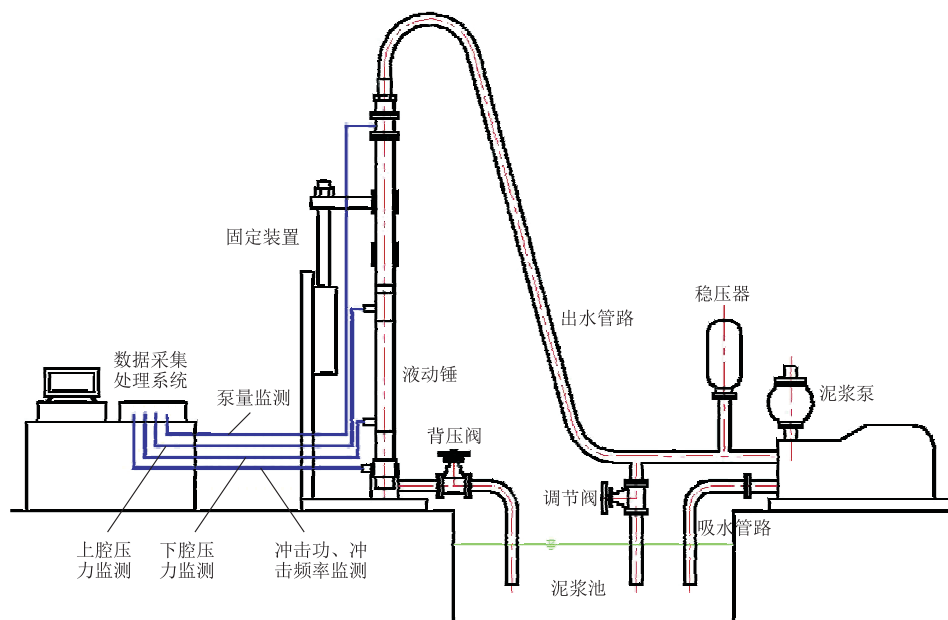 固定装置
稳压器
出水管路
数据采集
处理系统
液动锤
泵量监测
泥浆泵
背压阀
调节阀
吸水管路
上腔压
力监测
下腔压
力监测
冲击功、冲
击频率监测
泥浆池